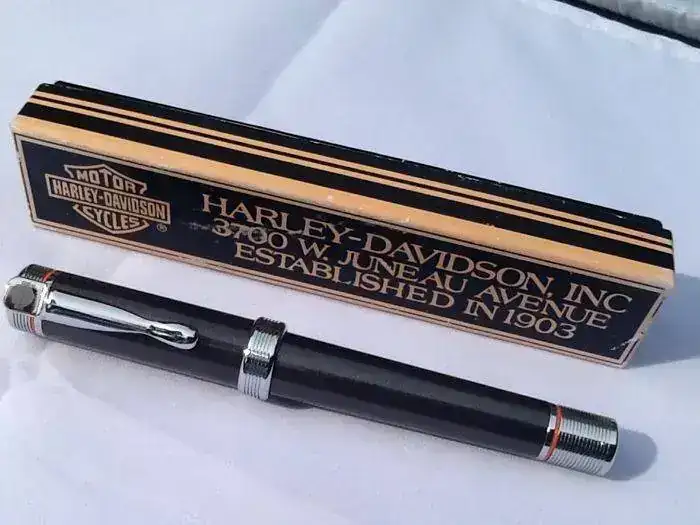 MOTOR
HARLEY-DAVIDSON
CYCLES
®
HARLEY-DAVIDSON, INC
3700 W. JUNEAU AVENUE
ESTABLISHED IN 1903